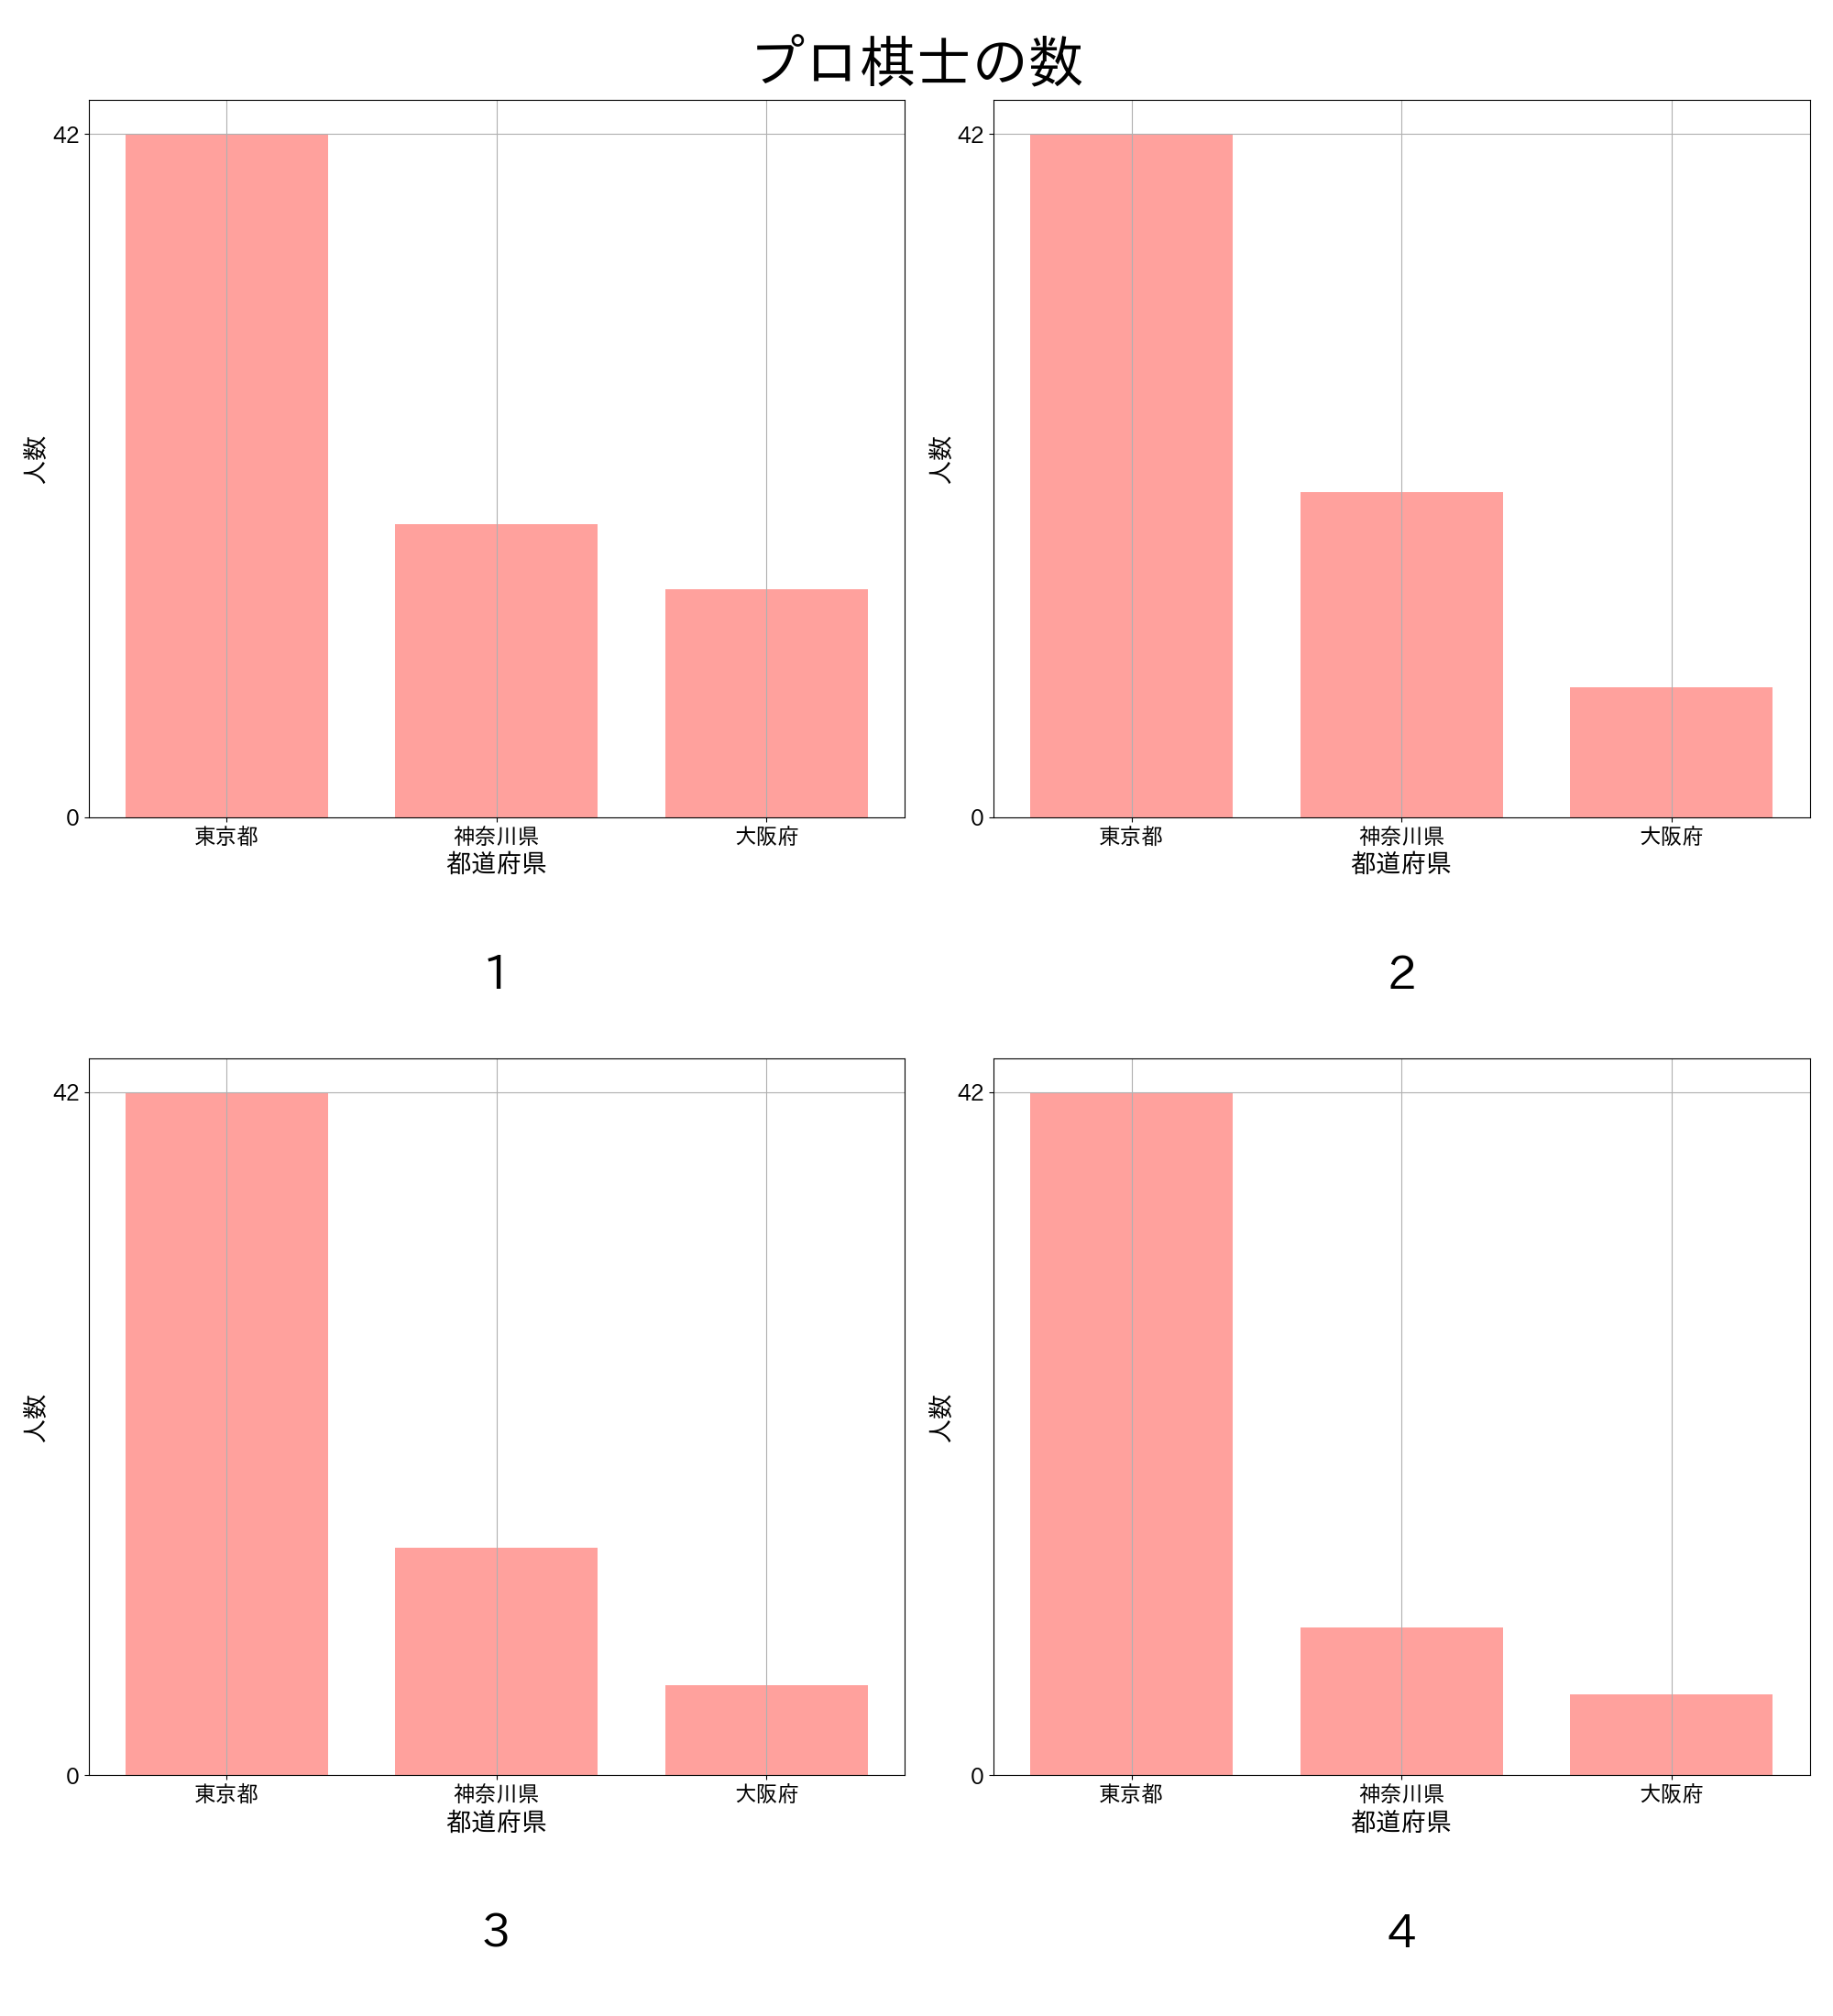 プロ棋士の数
42
0
人数
東京都 神奈川県 大阪府
都道府県
1
42
0
人数
東京都 神奈川県 大阪府
都道府県
2
42
0
人数
東京都 神奈川県 大阪府
都道府県
3
42
0
人数
東京都 神奈川県 大阪府
都道府県
4